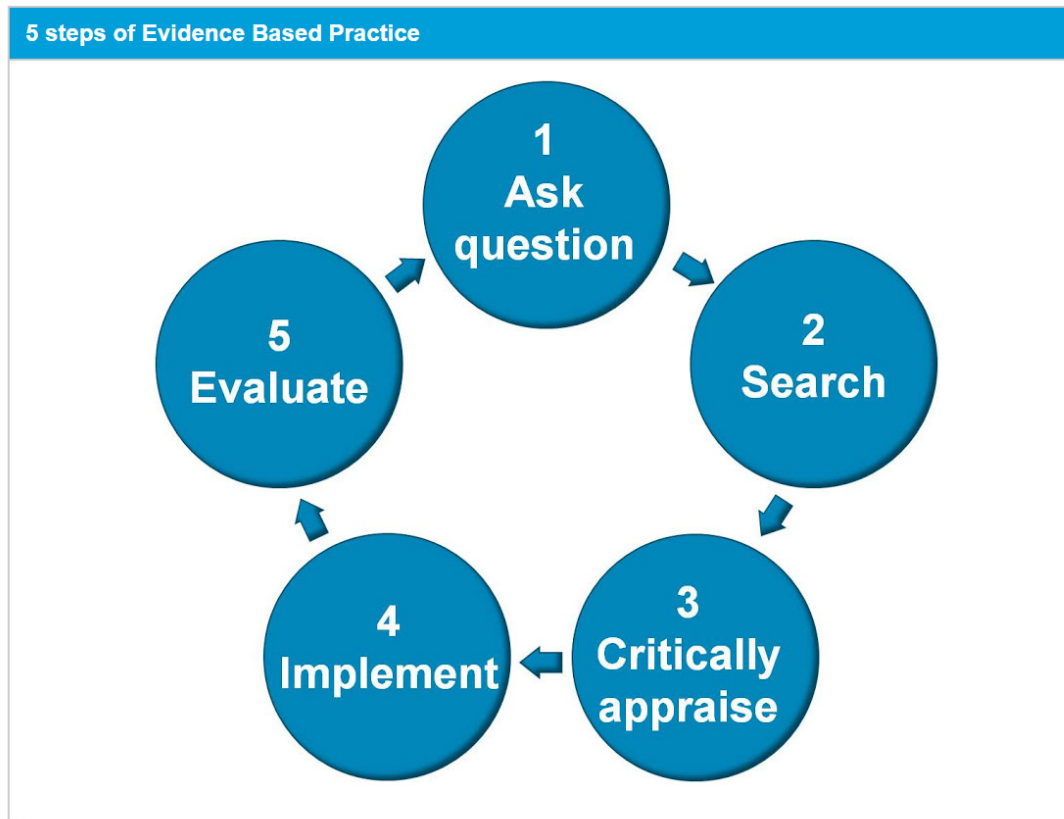 5 steps of Evidence Based Practice
1
Ask
question
2
Search
3
Critically
appraise
4
Implement
5
Evaluate